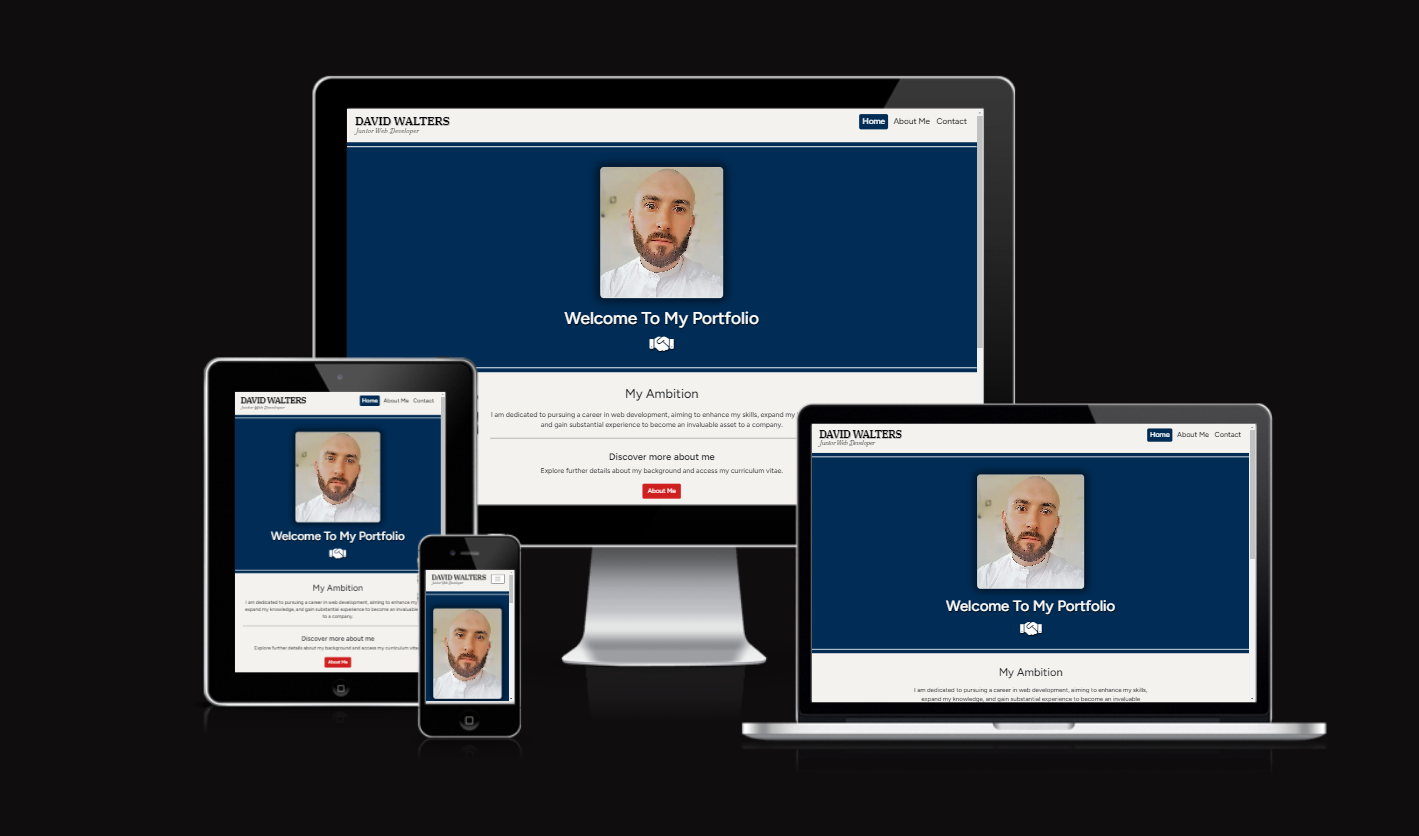 DAVID WALTERS
Junior Web Developer
Home About Me Contact
Welcome To My Portfolio
My Ambition
I am dedicated to pursuing a career in web development, aiming to enhance my skills, expand my
and gain substantial experience to become an invaluable asset to a company.
Discover more about me
Explore further details about my background and access my curriculum vitae.
About Me
DAVID WALTERS
Junior Web Developer
Home About Me Contact
Welcome To My Portfolio
My Ambition
I am dedicated to pursuing a career in web development, aiming to enhance my
expand my knowledge, and gain substantial experience to become an invaluable
to a company.
Discover more about me
Explore further details about my background and access my curriculum vitae
About Me
DAVID WALTERS
Junior Web Developer
DAVID WALTERS
Junior Web Developer
Home About Me Contact
Welcome To My Portfolio
My Ambition
I am dedicated to pursuing a career in web development, aiming to enhance my skills,
expand my knowledge, and gain substantial experience to become an invaluable